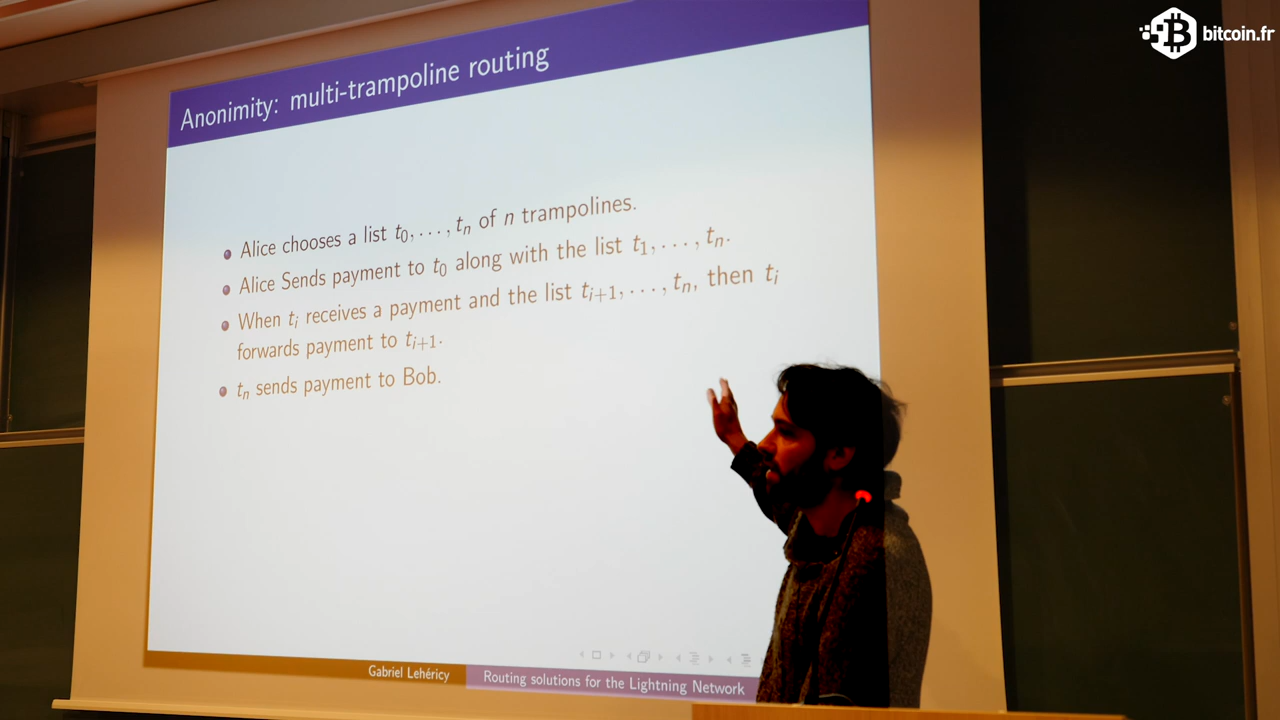 bitcoin.fr
Anonimity: multi-trampoline routing
Alice chooses a list t₀, . . . , tₙ of n trampolines.
Alice Sends payment to t₀ along with the list t₁, . . . , tₙ.
When tᵢ receives a payment and the list tᵢ₊₁, . . . , tₙ, then tᵢ
forwards payment to tᵢ₊₁.
tₙ sends payment to Bob.
Gabriel Lehéricy
Routing solutions for the Lightning Network